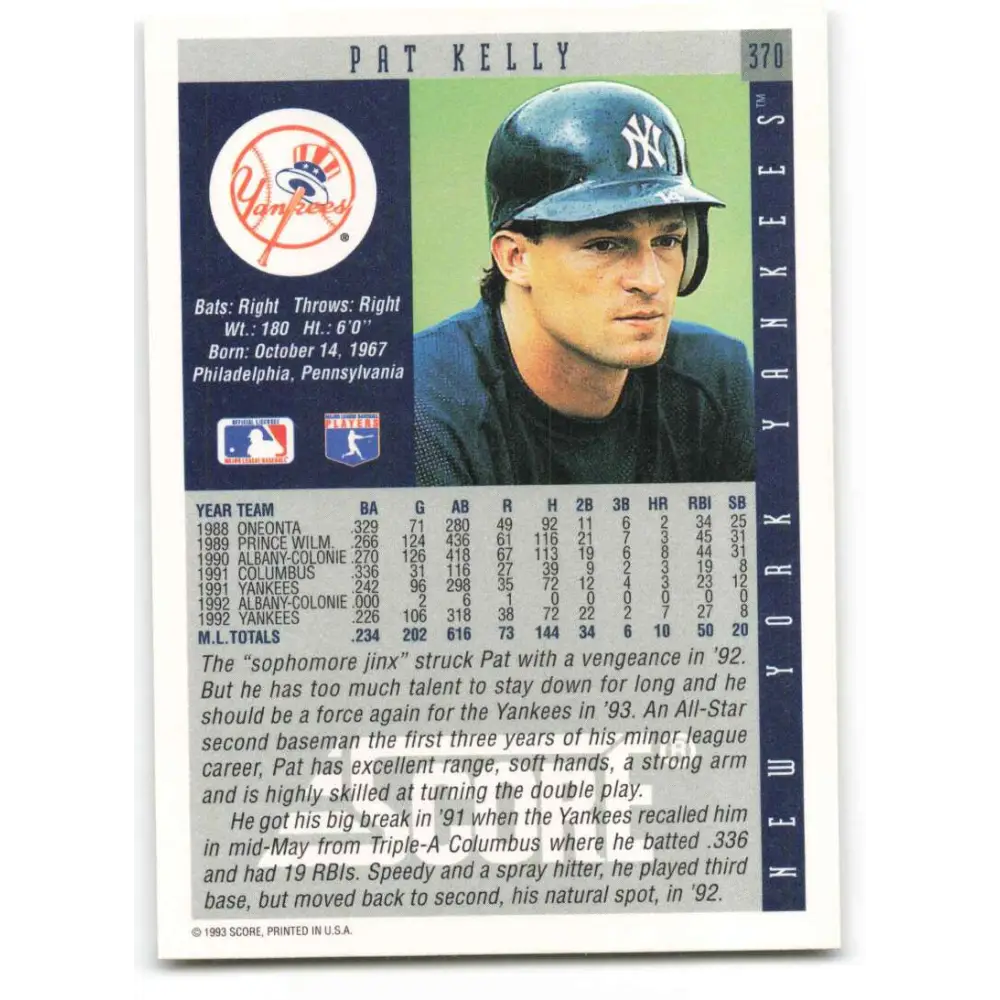 PAT KELLY
370
NEW YORK YANKEES™
NY
Yankees
®
Bats: Right Throws: Right
Wt.: 180 Ht.: 6'0"
Born: October 14, 1967
Philadelphia, Pennsylvania
OFFICIAL LICENSEE
MAJOR LEAGUE BASEBALL
MAJOR LEAGUE BASEBALL
PLAYERS
YEAR TEAM BA G AB R H 2B 3B HR RBI SB
1988 ONEONTA .329 71 280 49 92 11 6 2 34 25
1989 PRINCE WILM. .266 124 436 61 116 21 7 3 45 31
1990 ALBANY-COLONIE .270 126 418 67 113 19 6 8 44 31
1991 COLUMBUS .336 31 116 27 39 9 2 3 19 8
1991 YANKEES .242 96 298 35 72 12 4 3 23 12
1992 ALBANY-COLONIE .000 2 6 1 0 0 0 0 0 0
1992 YANKEES .226 106 318 38 72 22 2 7 27 8
M.L. TOTALS .234 202 616 73 144 34 6 10 50 20
The "sophomore jinx" struck Pat with a vengeance in '92.
But he has too much talent to stay down for long and he
should be a force again for the Yankees in '93. An All-Star
second baseman the first three years of his minor league
career, Pat has excellent range, soft hands, a strong arm
and is highly skilled at turning the double play.
He got his big break in '91 when the Yankees recalled him
in mid-May from Triple-A Columbus where he batted .336
and had 19 RBIs. Speedy and a spray hitter, he played third
base, but moved back to second, his natural spot, in '92.
SCORE®
© 1993 SCORE, PRINTED IN U.S.A.